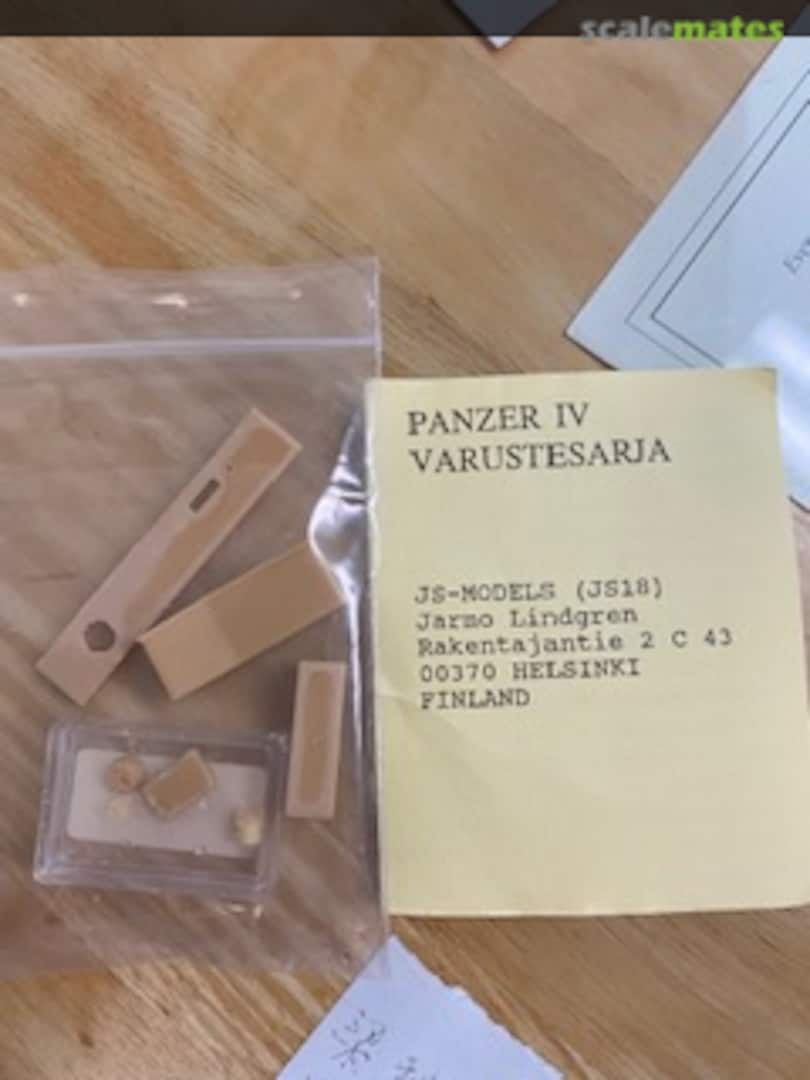 scalemates
PANZER IV
VARUSTESARJA
JS-MODELS (JS18)
Jarmo Lindgren
Rakentajantie 2 C 43
00370 HELSINKI
FINLAND